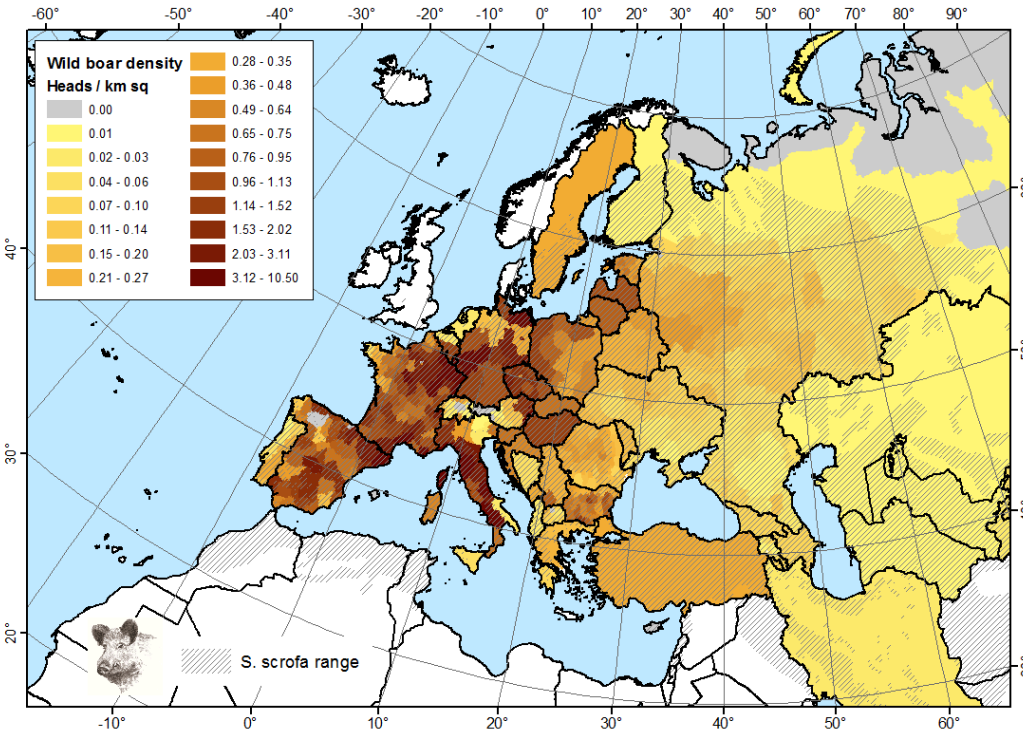 -60° -50° -40° -30° -20° -10° 0° 10° 20° 30° 40° 50° 60° 70° 80° 90°
Wild boar density
Heads / km sq
0.00
0.01
0.02 - 0.03
0.04 - 0.06
0.07 - 0.10
0.11 - 0.14
0.15 - 0.20
0.21 - 0.27
0.28 - 0.35
0.36 - 0.48
0.49 - 0.64
0.65 - 0.75
0.76 - 0.95
0.96 - 1.13
1.14 - 1.52
1.53 - 2.02
2.03 - 3.11
3.12 - 10.50
40°
30°
20°
S. scrofa range
-10° 0° 10° 20° 30° 40° 50° 60°